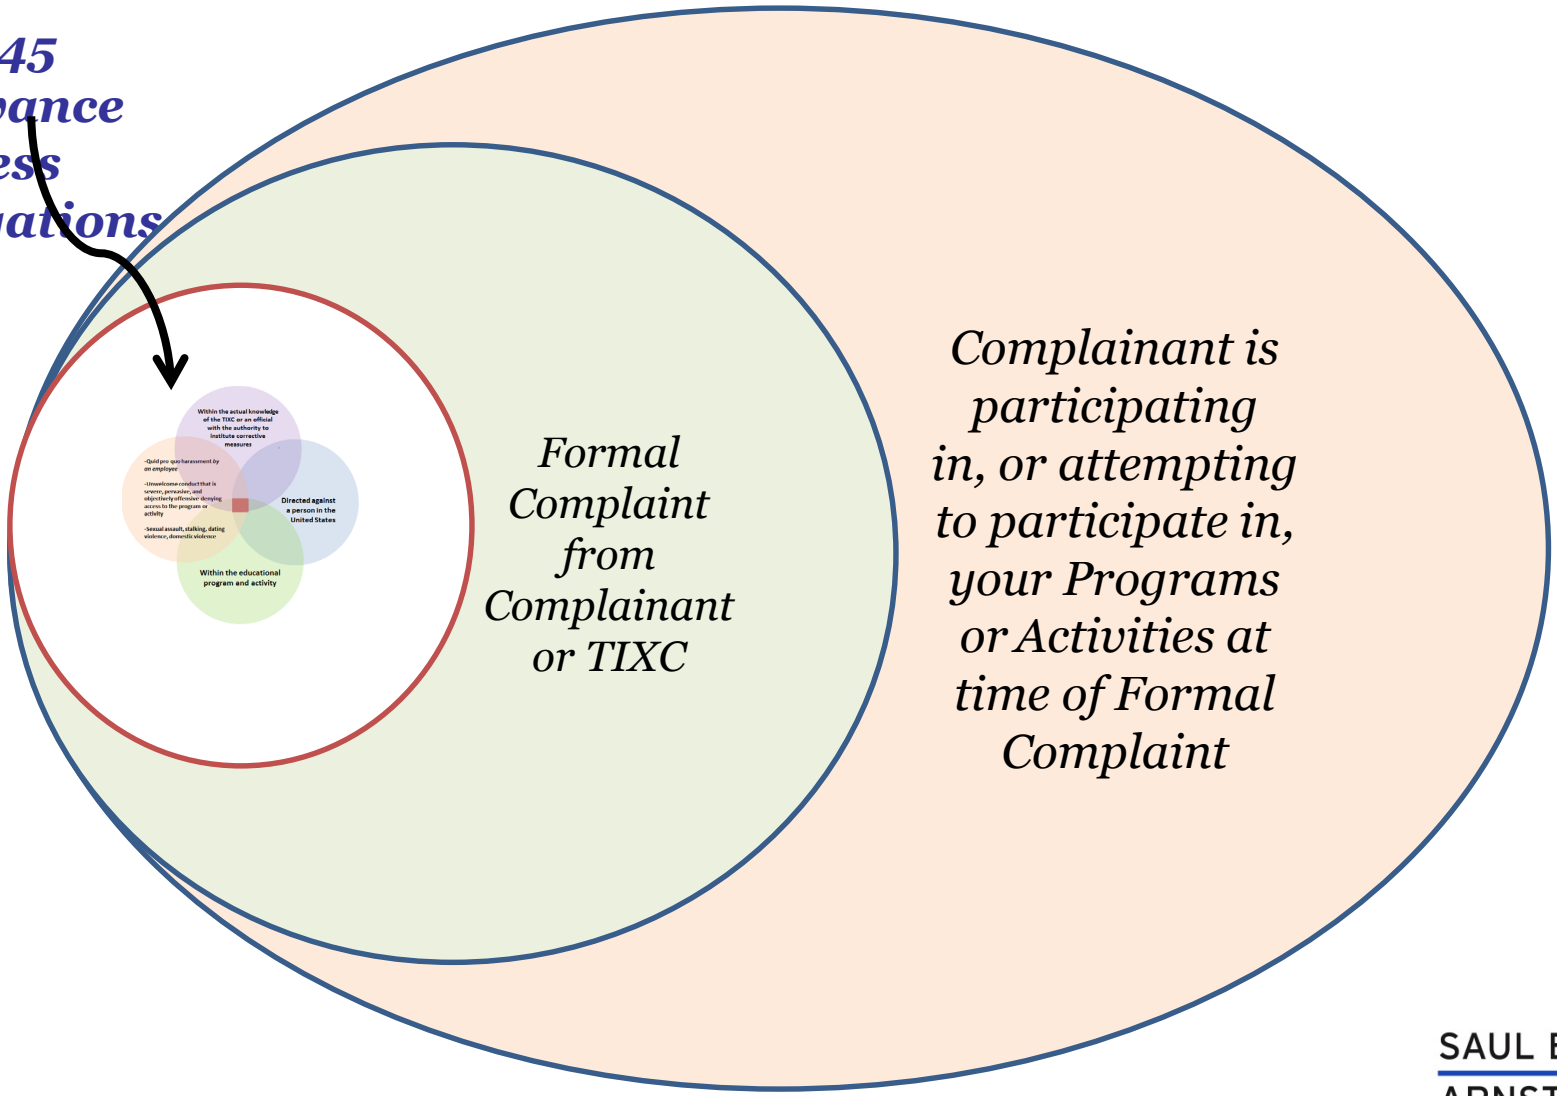 45
vance
ess
gations
Within the actual knowledge
of the TIXC or an official
with the authority to
institute corrective
measures
-Quid pro quo harassment by
an employee
-Unwelcome conduct that is
severe, pervasive, and
objectively offensive denying
access to the program or
activity
-Sexual assault, stalking, dating
violence, domestic violence
Directed against
a person in the
United States
Within the educational
program and activity
Formal
Complaint
from
Complainant
or TIXC
Complainant is
participating
in, or attempting
to participate in,
your Programs
or Activities at
time of Formal
Complaint
SAUL E
ARNST